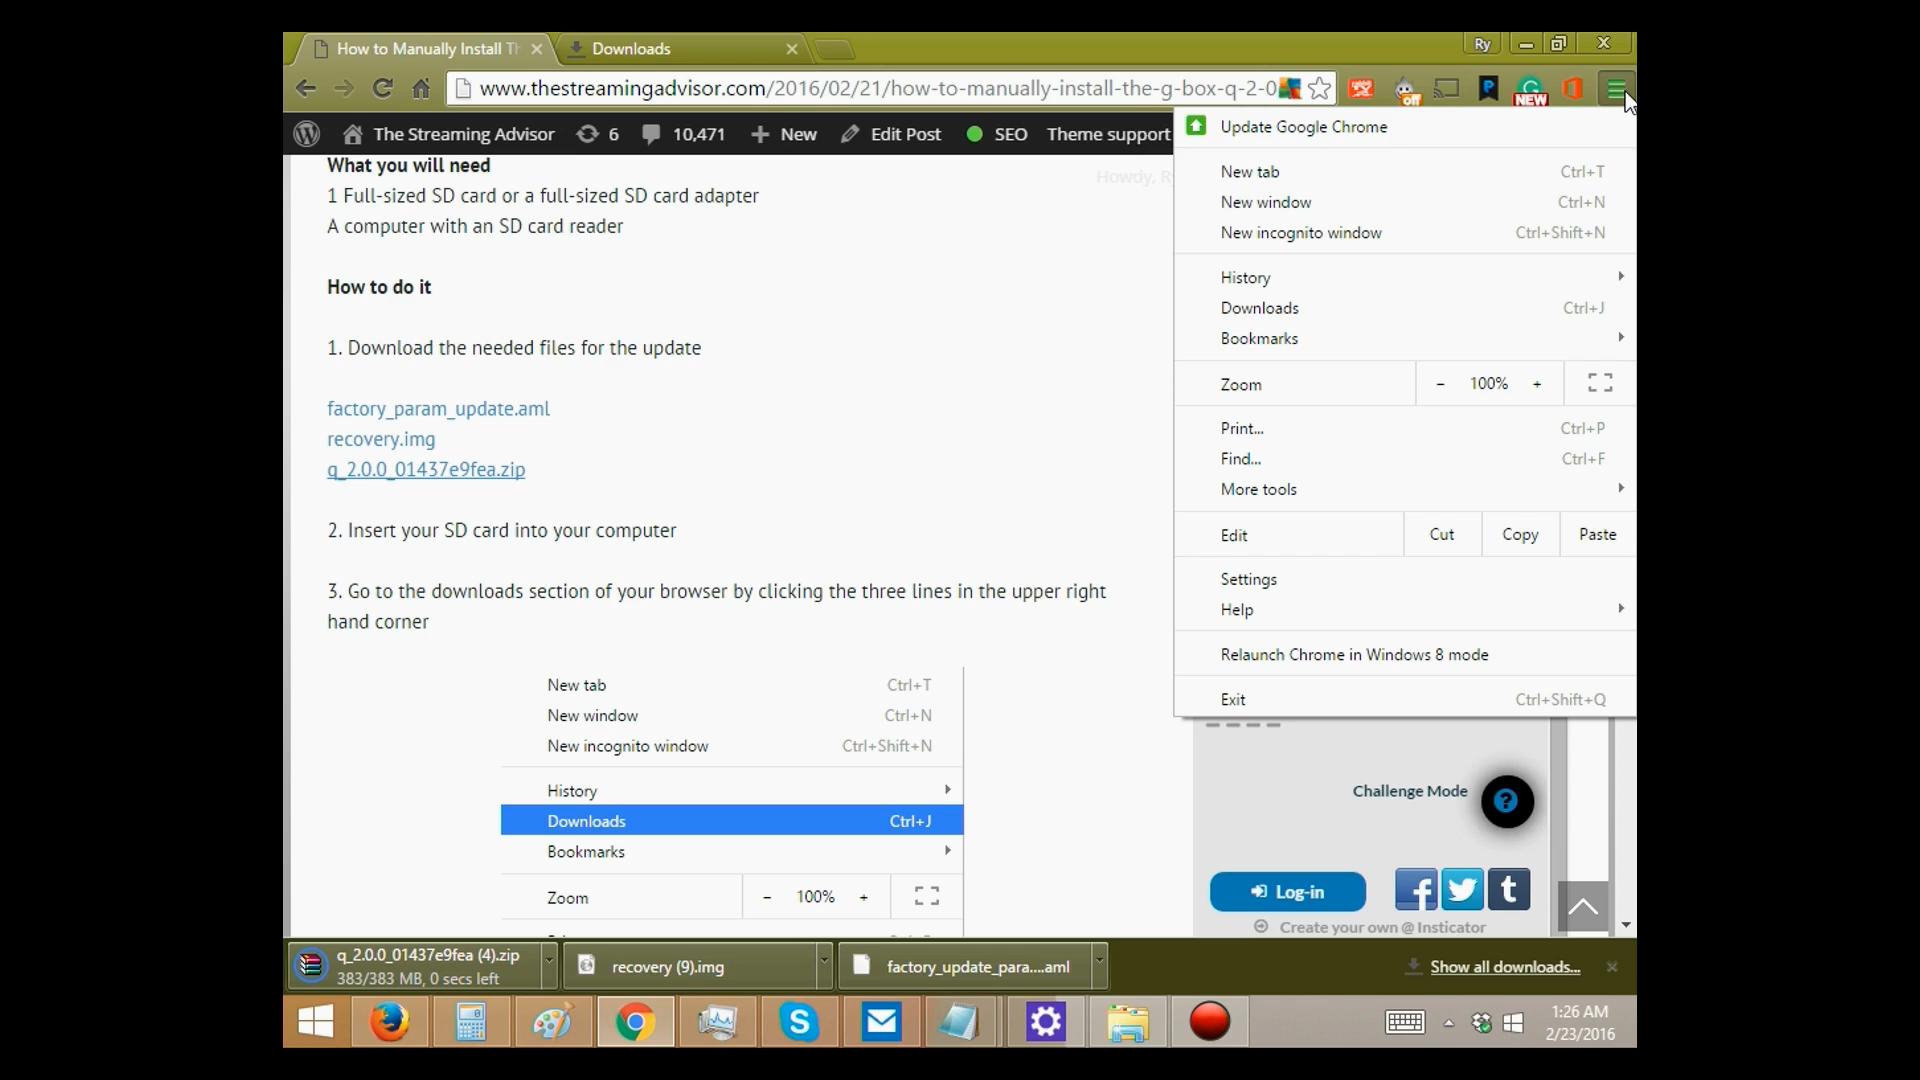 How to Manually Install Th
Downloads
Ry
www.thestreamingadvisor.com/2016/02/21/how-to-manually-install-the-g-box-q-2-0
off
NEW
The Streaming Advisor
6
10,471
New
Edit Post
SEO
Theme support
Howdy, R
What you will need
1 Full-sized SD card or a full-sized SD card adapter
A computer with an SD card reader
How to do it
1. Download the needed files for the update
factory_param_update.aml
recovery.img
q_2.0.0_01437e9fea.zip
2. Insert your SD card into your computer
3. Go to the downloads section of your browser by clicking the three lines in the upper right
hand corner
New tab Ctrl+T
New window Ctrl+N
New incognito window Ctrl+Shift+N
History
Downloads Ctrl+J
Bookmarks
Zoom - 100% +
Update Google Chrome
New tab Ctrl+T
New window Ctrl+N
New incognito window Ctrl+Shift+N
History
Downloads Ctrl+J
Bookmarks
Zoom - 100% +
Print... Ctrl+P
Find... Ctrl+F
More tools
Edit Cut Copy Paste
Settings
Help
Relaunch Chrome in Windows 8 mode
Exit Ctrl+Shift+Q
Challenge Mode
?
Log-in
f
t
Create your own @ Insticator
q_2.0.0_01437e9fea (4).zip
383/383 MB, 0 secs left
recovery (9).img
factory_update_para....aml
Show all downloads...
S
1:26 AM
2/23/2016